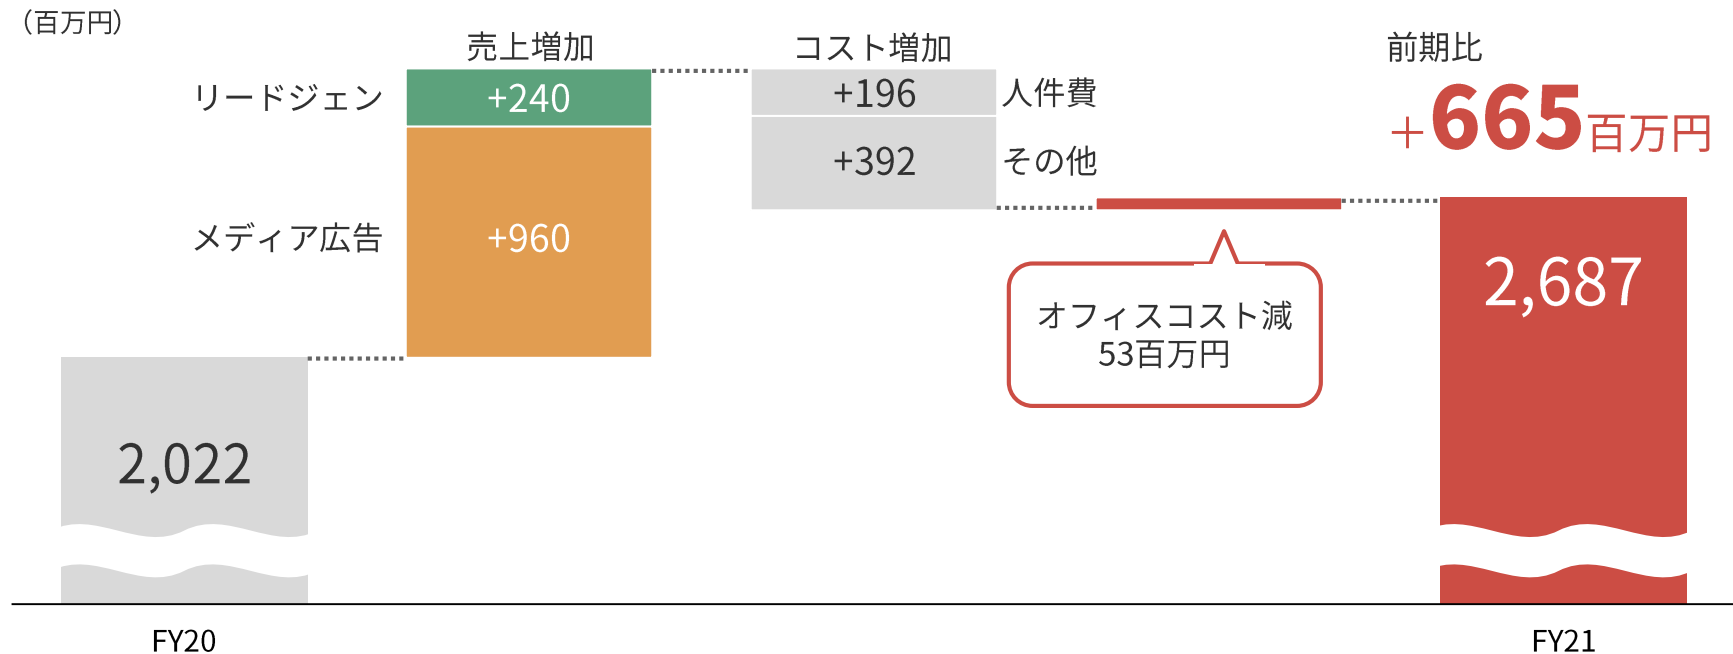 （百万円）
売上増加
コスト増加
前期比
リードジェン
+240
+196
人件費
+665百万円
+392
その他
メディア広告
+960
2,687
オフィスコスト減
53百万円
2,022
FY20
FY21